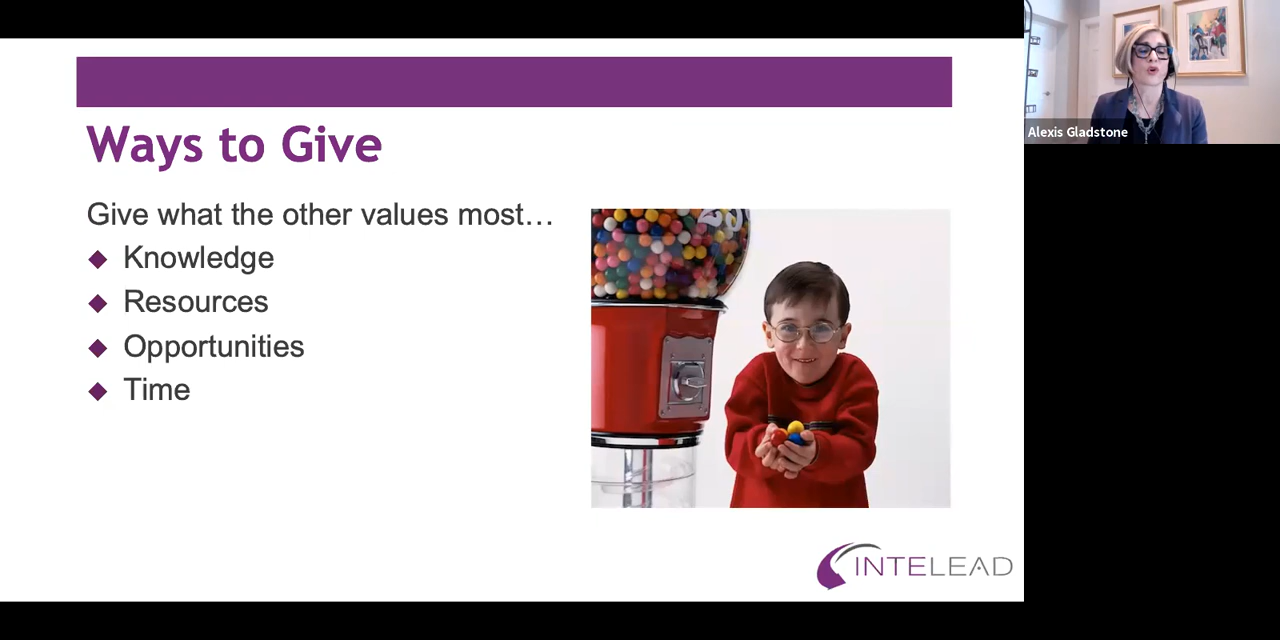 Ways to Give
Give what the other values most...
Knowledge
Resources
Opportunities
Time
INTELEAD
Alexis Gladstone